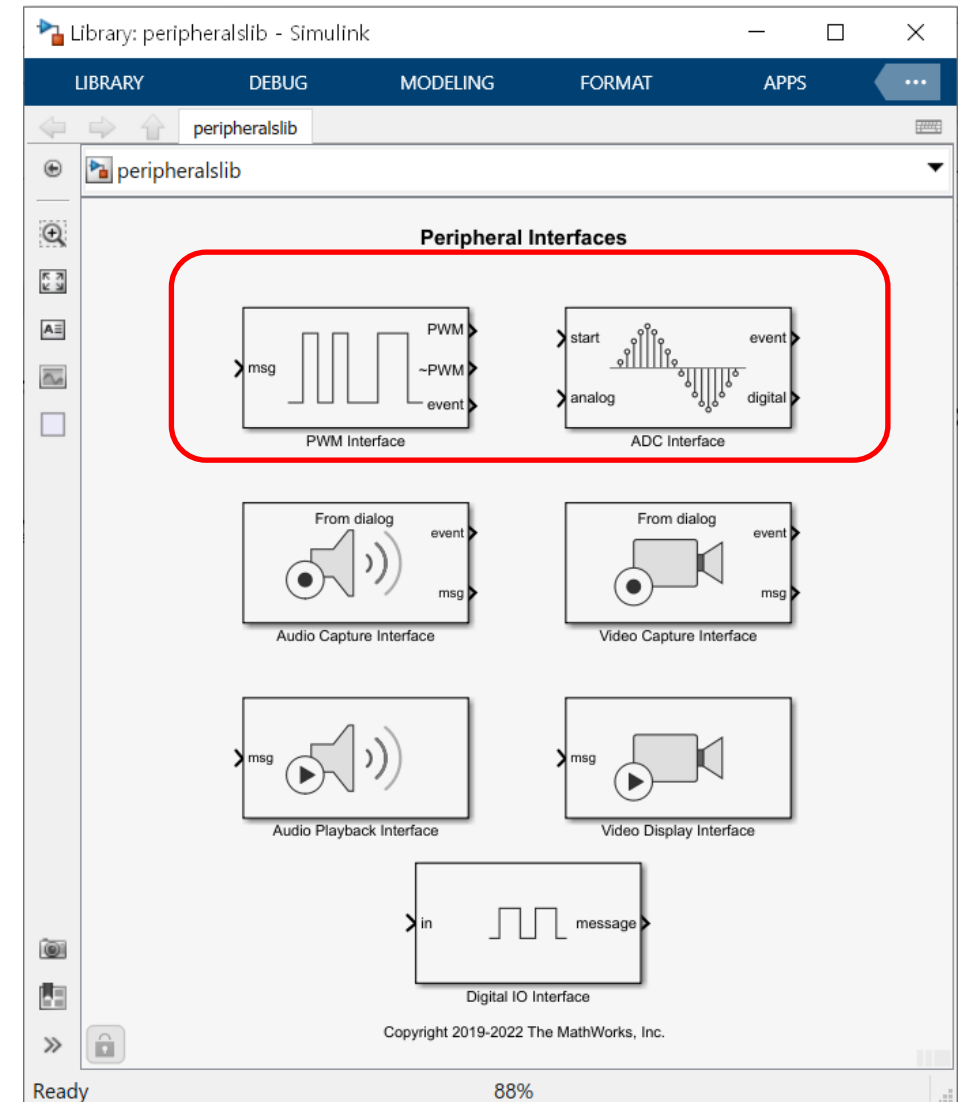 Library: peripheralslib - Simulink
LIBRARY DEBUG MODELING FORMAT APPS
peripheralslib
peripheralslib
Peripheral Interfaces
msg
PWM
~PWM
event
PWM Interface
start
analog
event
digital
ADC Interface
From dialog
event
msg
Audio Capture Interface
From dialog
event
msg
Video Capture Interface
msg
Audio Playback Interface
msg
Video Display Interface
in
message
Digital IO Interface
Copyright 2019-2022 The MathWorks, Inc.
Ready 88%